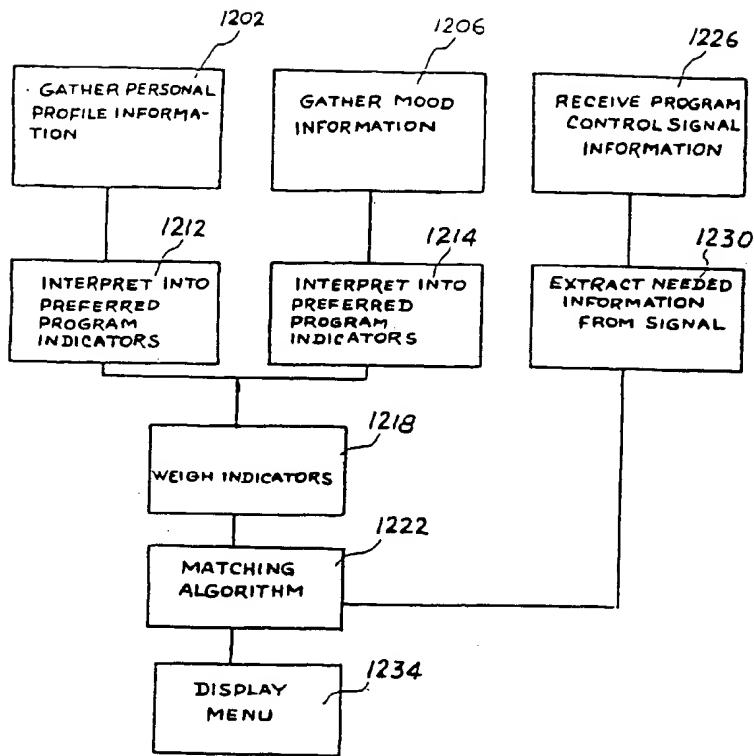 1202
1206
1226
GATHER PERSONAL
PROFILE INFORMA-
TION
GATHER MOOD
INFORMATION
RECEIVE PROGRAM
CONTROL SIGNAL
INFORMATION
1212
1214
1230
INTERPRET INTO
PREFERRED
PROGRAM
INDICATORS
INTERPRET INTO
PREFERRED
PROGRAM
INDICATORS
EXTRACT NEEDED
INFORMATION
FROM SIGNAL
1218
WEIGH INDICATORS
1222
MATCHING
ALGORITHM
1234
DISPLAY
MENU